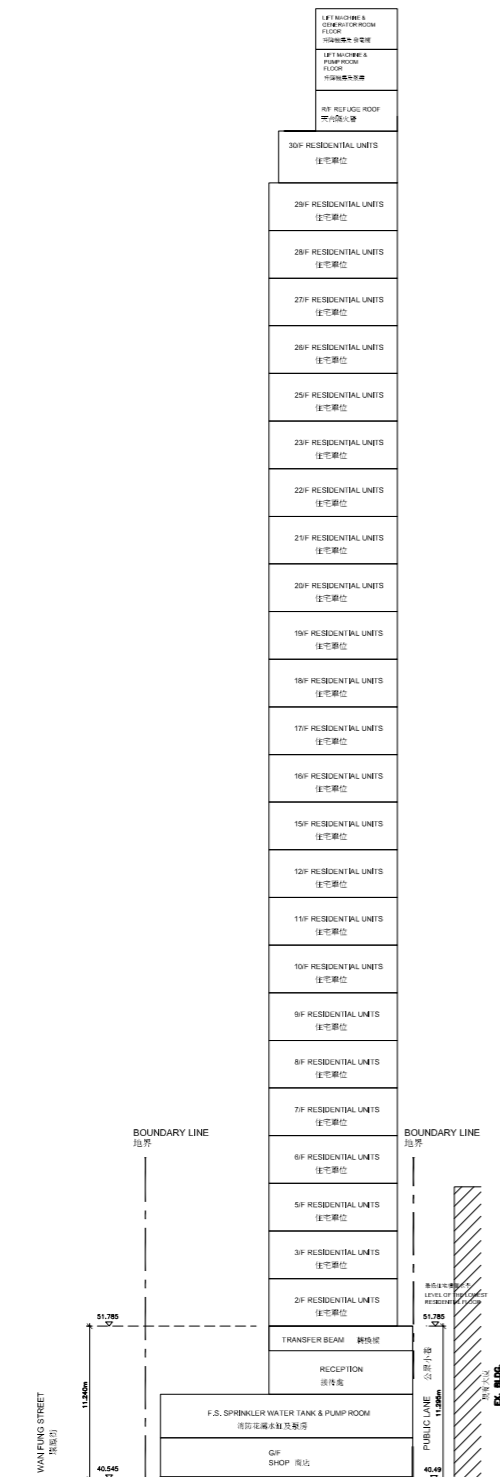 LIFT MACHINE &
GENERATOR ROOM
FLOOR
LIFT MACHINE &
PUMP ROOM
FLOOR
R/F REFUGE ROOF
30/F RESIDENTIAL UNITS
住宅單位
29/F RESIDENTIAL UNITS
住宅單位
28/F RESIDENTIAL UNITS
住宅單位
27/F RESIDENTIAL UNITS
住宅單位
26/F RESIDENTIAL UNITS
住宅單位
25/F RESIDENTIAL UNITS
住宅單位
23/F RESIDENTIAL UNITS
住宅單位
22/F RESIDENTIAL UNITS
住宅單位
21/F RESIDENTIAL UNITS
住宅單位
20/F RESIDENTIAL UNITS
住宅單位
19/F RESIDENTIAL UNITS
住宅單位
18/F RESIDENTIAL UNITS
住宅單位
17/F RESIDENTIAL UNITS
住宅單位
16/F RESIDENTIAL UNITS
住宅單位
15/F RESIDENTIAL UNITS
住宅單位
12/F RESIDENTIAL UNITS
住宅單位
11/F RESIDENTIAL UNITS
住宅單位
10/F RESIDENTIAL UNITS
住宅單位
9/F RESIDENTIAL UNITS
住宅單位
8/F RESIDENTIAL UNITS
住宅單位
7/F RESIDENTIAL UNITS
住宅單位
BOUNDARY LINE
地界
BOUNDARY LINE
地界
6/F RESIDENTIAL UNITS
住宅單位
5/F RESIDENTIAL UNITS
住宅單位
3/F RESIDENTIAL UNITS
住宅單位
2/F RESIDENTIAL UNITS
住宅單位
LEVEL OF THE LOWEST
RESIDENTIAL FLOOR
51.785
51.785
TRANSFER BEAM 轉換樑
RECEPTION
接待處
F.S. SPRINKLER WATER TANK & PUMP ROOM
消防花灑水缸及泵房
G/F
SHOP 商店
WAN FUNG STREET
環鳳街
11.240m
40.545
PUBLIC LANE 公眾小巷
11.295m
40.49
EX. BLDG.
現有大廈